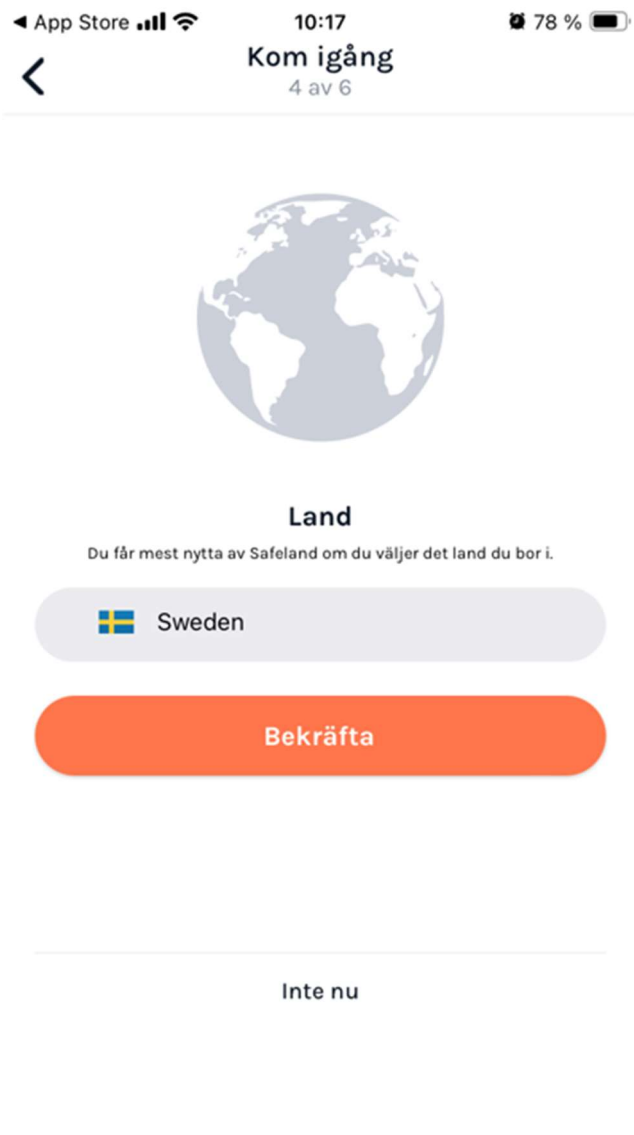 App Store 10:17 78 %
Kom igång
4 av 6
Land
Du får mest nytta av Safeland om du väljer det land du bor i.
Sweden
Bekräfta
Inte nu